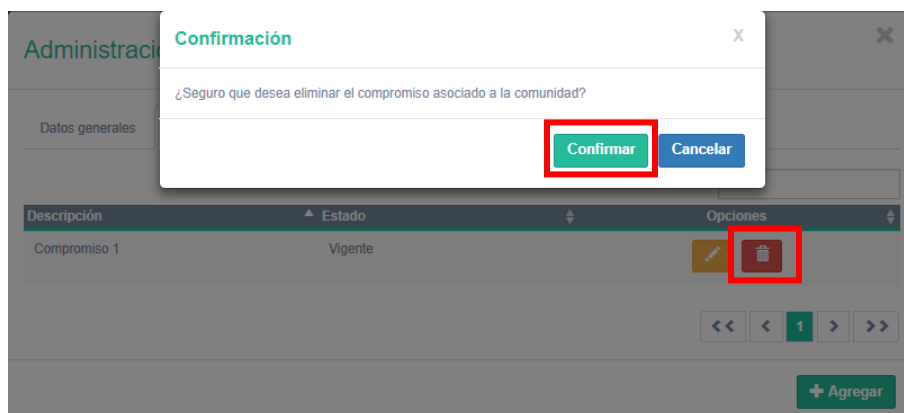 Administraci
Confirmación
X
¿Seguro que desea eliminar el compromiso asociado a la comunidad?
Confirmar
Cancelar
Datos generales
Descripción Estado Opciones
Compromiso 1 Vigente
<< < 1 > >>
+ Agregar